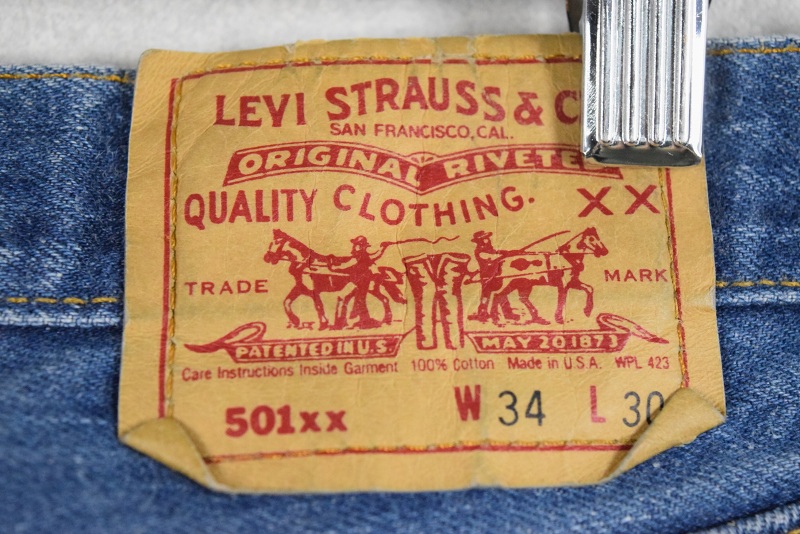 LEVI STRAUSS & C
SAN FRANCISCO, CAL.
ORIGINAL RIVETE
QUALITY CLOTHING. XX
TRADE MARK
PATENTED IN U.S. MAY 20 1873
Care Instructions Inside Garment 100% Cotton Made in U.S.A. WPL 423
501xx W 34 L 30